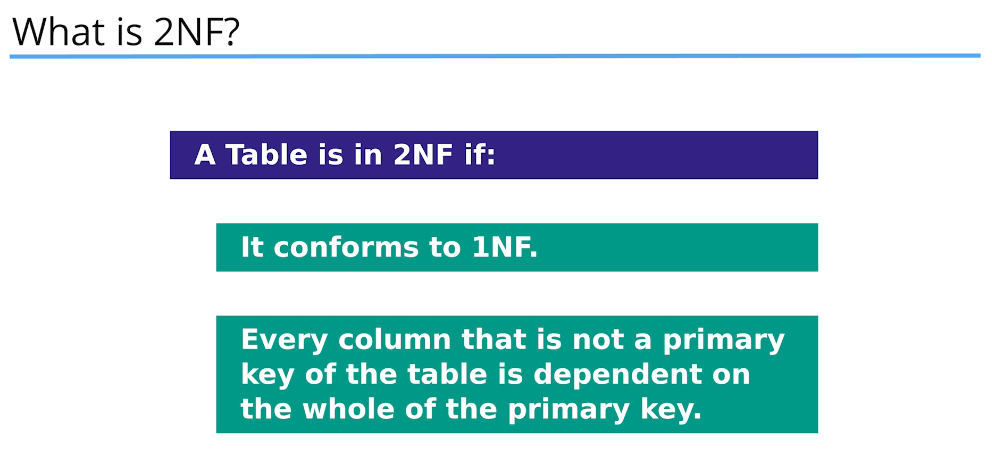 What is 2NF?
A Table is in 2NF if:
It conforms to 1NF.
Every column that is not a primary
key of the table is dependent on
the whole of the primary key.